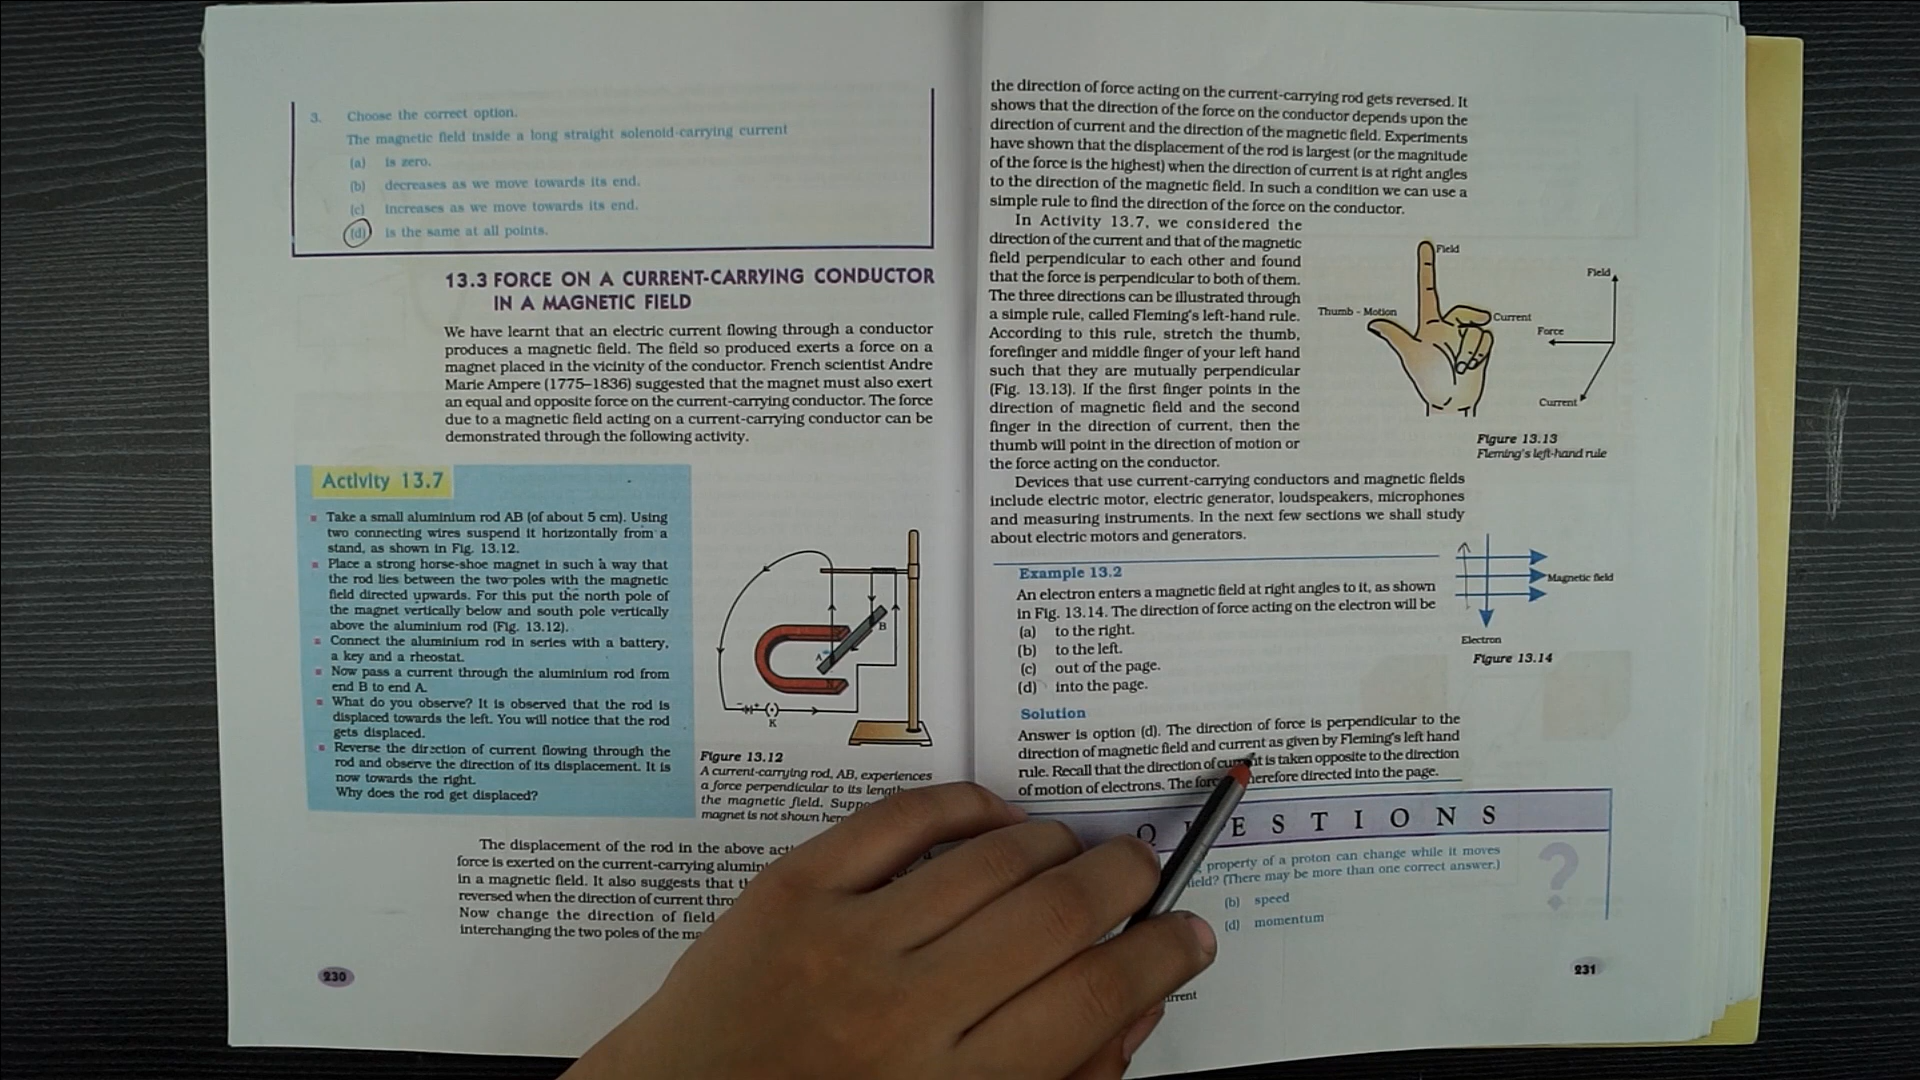 3. Choose the correct option.
The magnetic field inside a long straight solenoid-carrying current
(a) is zero.
(b) decreases as we move towards its end.
(c) increases as we move towards its end.
(d) is the same at all points.
13.3 FORCE ON A CURRENT-CARRYING CONDUCTOR
IN A MAGNETIC FIELD
We have learnt that an electric current flowing through a conductor
produces a magnetic field. The field so produced exerts a force on a
magnet placed in the vicinity of the conductor. French scientist Andre
Marie Ampere (1775–1836) suggested that the magnet must also exert
an equal and opposite force on the current-carrying conductor. The force
due to a magnetic field acting on a current-carrying conductor can be
demonstrated through the following activity.
Activity 13.7
Take a small aluminium rod AB (of about 5 cm). Using
two connecting wires suspend it horizontally from a
stand, as shown in Fig. 13.12.
Place a strong horse-shoe magnet in such a way that
the rod lies between the two poles with the magnetic
field directed upwards. For this put the north pole of
the magnet vertically below and south pole vertically
above the aluminium rod (Fig. 13.12).
Connect the aluminium rod in series with a battery,
a key and a rheostat.
Now pass a current through the aluminium rod from
end B to end A.
What do you observe? It is observed that the rod is
displaced towards the left. You will notice that the rod
gets displaced.
Reverse the direction of current flowing through the
rod and observe the direction of its displacement. It is
now towards the right.
Why does the rod get displaced?
B
A
K
Figure 13.12
A current-carrying rod, AB, experiences
a force perpendicular to its length
the magnetic field.
magnet is not shown
The displacement of the rod in the above
force is exerted on the current-carrying
in a magnetic field. It also suggests that
reversed when the direction of current
Now change the direction of field
interchanging the two poles of the
230
the direction of force acting on the current-carrying rod gets reversed. It
shows that the direction of the force on the conductor depends upon the
direction of current and the direction of the magnetic field. Experiments
have shown that the displacement of the rod is largest (or the magnitude
of the force is the highest) when the direction of current is at right angles
to the direction of the magnetic field. In such a condition we can use a
simple rule to find the direction of the force on the conductor.
In Activity 13.7, we considered the
direction of the current and that of the magnetic
field perpendicular to each other and found
that the force is perpendicular to both of them.
The three directions can be illustrated through
a simple rule, called Fleming's left-hand rule.
According to this rule, stretch the thumb,
forefinger and middle finger of your left hand
such that they are mutually perpendicular
(Fig. 13.13). If the first finger points in the
direction of magnetic field and the second
finger in the direction of current, then the
thumb will point in the direction of motion or
the force acting on the conductor.
Field
Thumb - Motion
Current
Field
Force
Current
Figure 13.13
Fleming's left-hand rule
Devices that use current-carrying conductors and magnetic fields
include electric motor, electric generator, loudspeakers, microphones
and measuring instruments. In the next few sections we shall study
about electric motors and generators.
Example 13.2
An electron enters a magnetic field at right angles to it, as shown
in Fig. 13.14. The direction of force acting on the electron will be
(a) to the right.
(b) to the left.
(c) out of the page.
(d) into the page.
Magnetic field
Electron
Figure 13.14
Solution
Answer is option (d). The direction of force is perpendicular to the
direction of magnetic field and current as given by Fleming's left hand
rule. Recall that the direction of current is taken opposite to the direction
of motion of electrons. The directed into the page.
QUESTIONS
property of a proton can change while it moves
(There may be more than one correct answer.)
(b) speed
(d) momentum
?
231